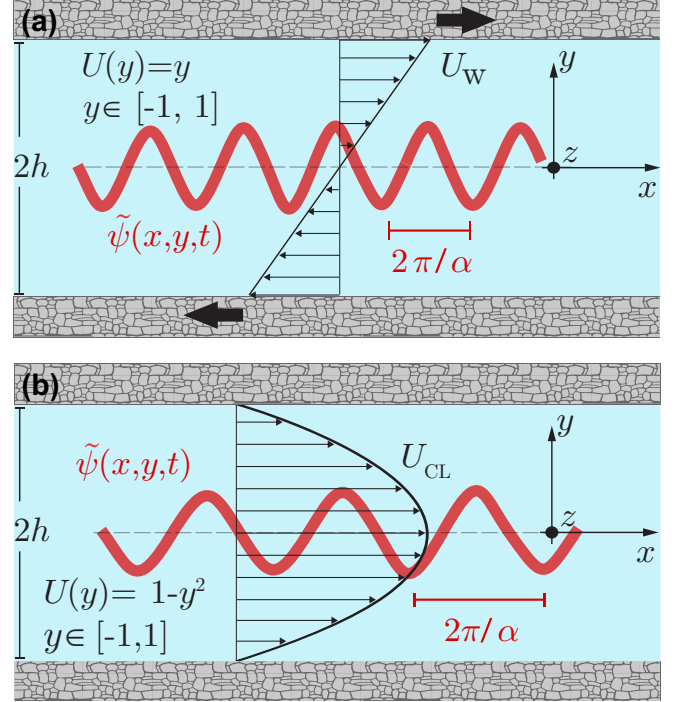 (a)
U(y)=y
y∈ [-1, 1]
U_W
y
2h
z
x
ψ̃(x,y,t)
2π/α
(b)
ψ̃(x,y,t)
U_CL
y
2h
z
x
U(y)= 1-y²
y∈[-1,1]
2π/α